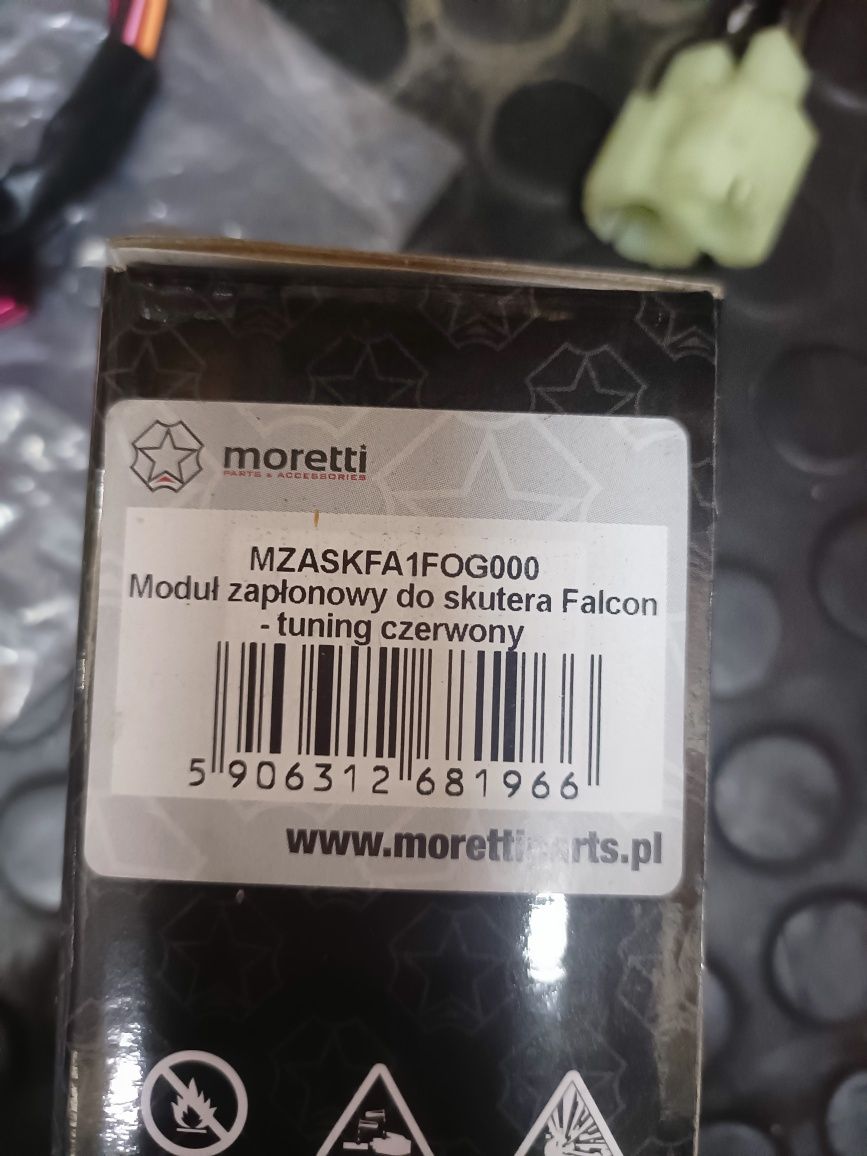 moretti
PARTS & ACCESSORIES
MZASKFA1FOG000
Moduł zapłonowy do skutera Falcon
- tuning czerwony
5 906312 681966
www.morettiparts.pl